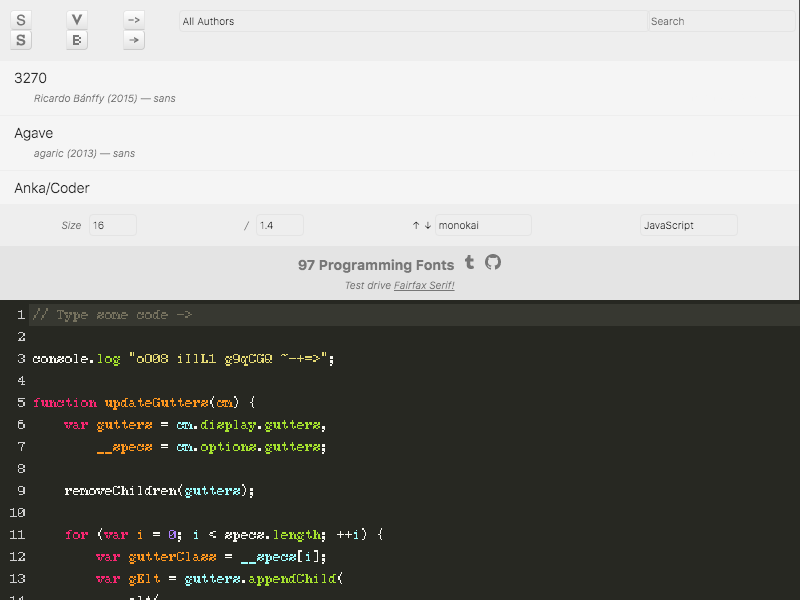 S V -> All Authors Search
S B ->
3270
Ricardo Bánffy (2015) — sans
Agave
agaric (2013) — sans
Anka/Coder
Size 16 / 1.4 ↑ ↓ monokai JavaScript
97 Programming Fonts t
Test drive Fairfax Serif!
1 // Type some code ->
2
3 console.log "oO08 iIlL1 g9qCGQ ~-+=>";
4
5 function updateGutters(cm) {
6 var gutters = cm.display.gutters,
7 __specs = cm.options.gutters;
8
9 removeChildren(gutters);
10
11 for (var i = 0; i < specs.length; ++i) {
12 var gutterClass = __specs[i];
13 var gElt = gutters.appendChild(
14 elt(